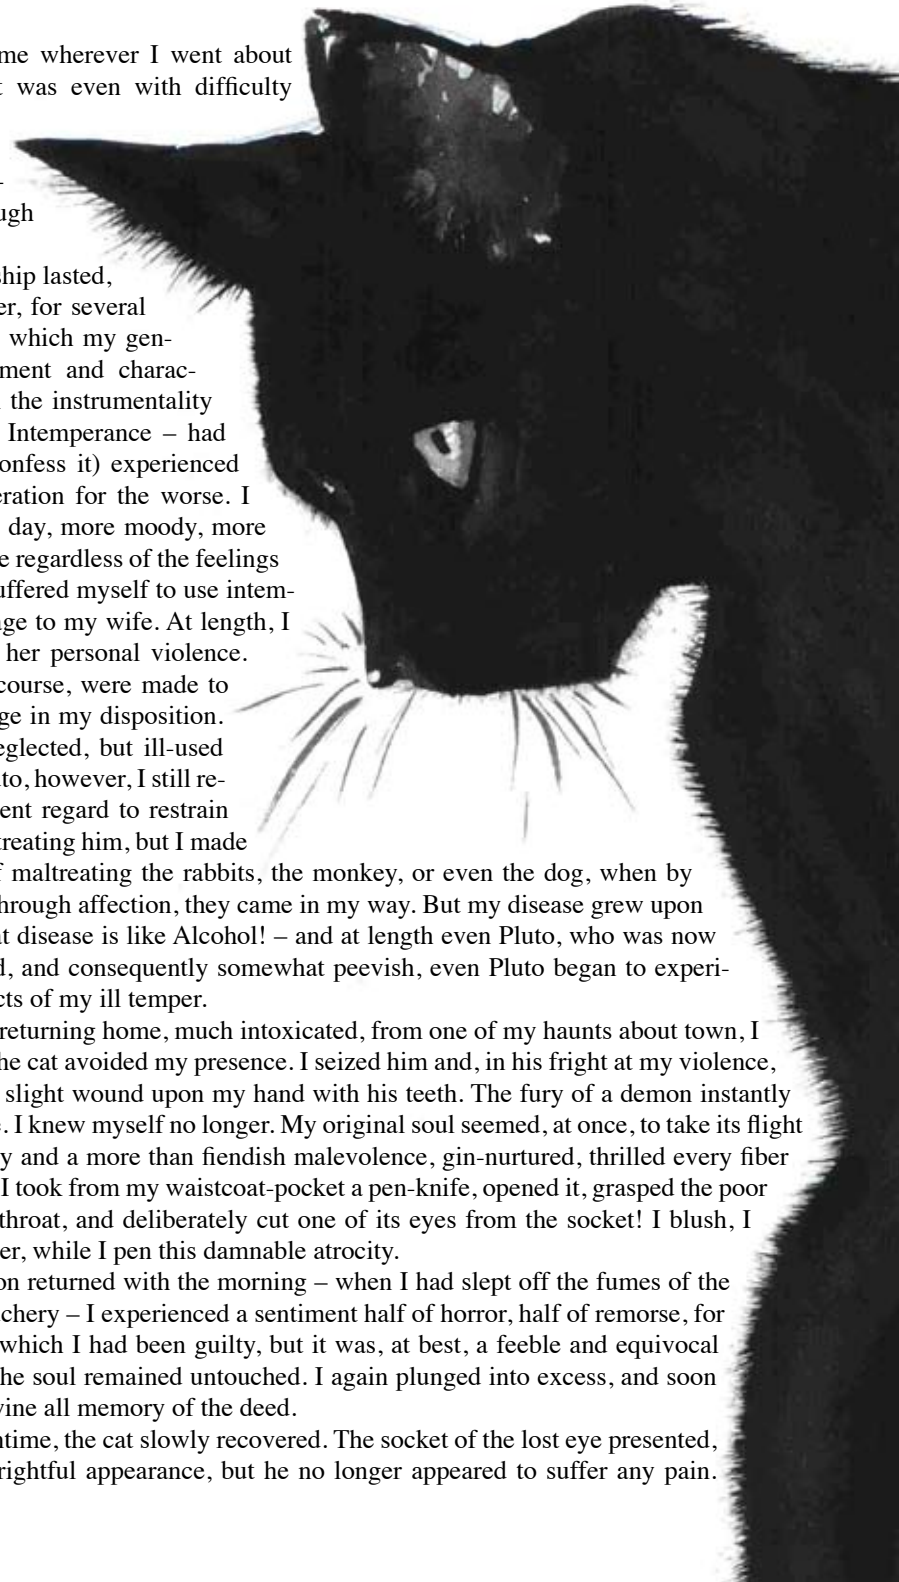 me wherever I went about
t was even with difficulty
-
ugh
ship lasted,
er, for several
which my gen-
ment and charac-
the instrumentality
Intemperance – had
onfess it) experienced
eration for the worse. I
day, more moody, more
e regardless of the feelings
uffered myself to use intem-
age to my wife. At length, I
her personal violence.
course, were made to
ge in my disposition.
eglected, but ill-used
uto, however, I still re-
ent regard to restrain
treating him, but I made
f maltreating the rabbits, the monkey, or even the dog, when by
hrough affection, they came in my way. But my disease grew upon
at disease is like Alcohol! – and at length even Pluto, who was now
d, and consequently somewhat peevish, even Pluto began to experi-
cts of my ill temper.
returning home, much intoxicated, from one of my haunts about town, I
he cat avoided my presence. I seized him and, in his fright at my violence,
slight wound upon my hand with his teeth. The fury of a demon instantly
e. I knew myself no longer. My original soul seemed, at once, to take its flight
y and a more than fiendish malevolence, gin-nurtured, thrilled every fiber
I took from my waistcoat-pocket a pen-knife, opened it, grasped the poor
throat, and deliberately cut one of its eyes from the socket! I blush, I
er, while I pen this damnable atrocity.
on returned with the morning – when I had slept off the fumes of the
uchery – I experienced a sentiment half of horror, half of remorse, for
which I had been guilty, but it was, at best, a feeble and equivocal
he soul remained untouched. I again plunged into excess, and soon
vine all memory of the deed.
ntime, the cat slowly recovered. The socket of the lost eye presented,
rightful appearance, but he no longer appeared to suffer any pain.